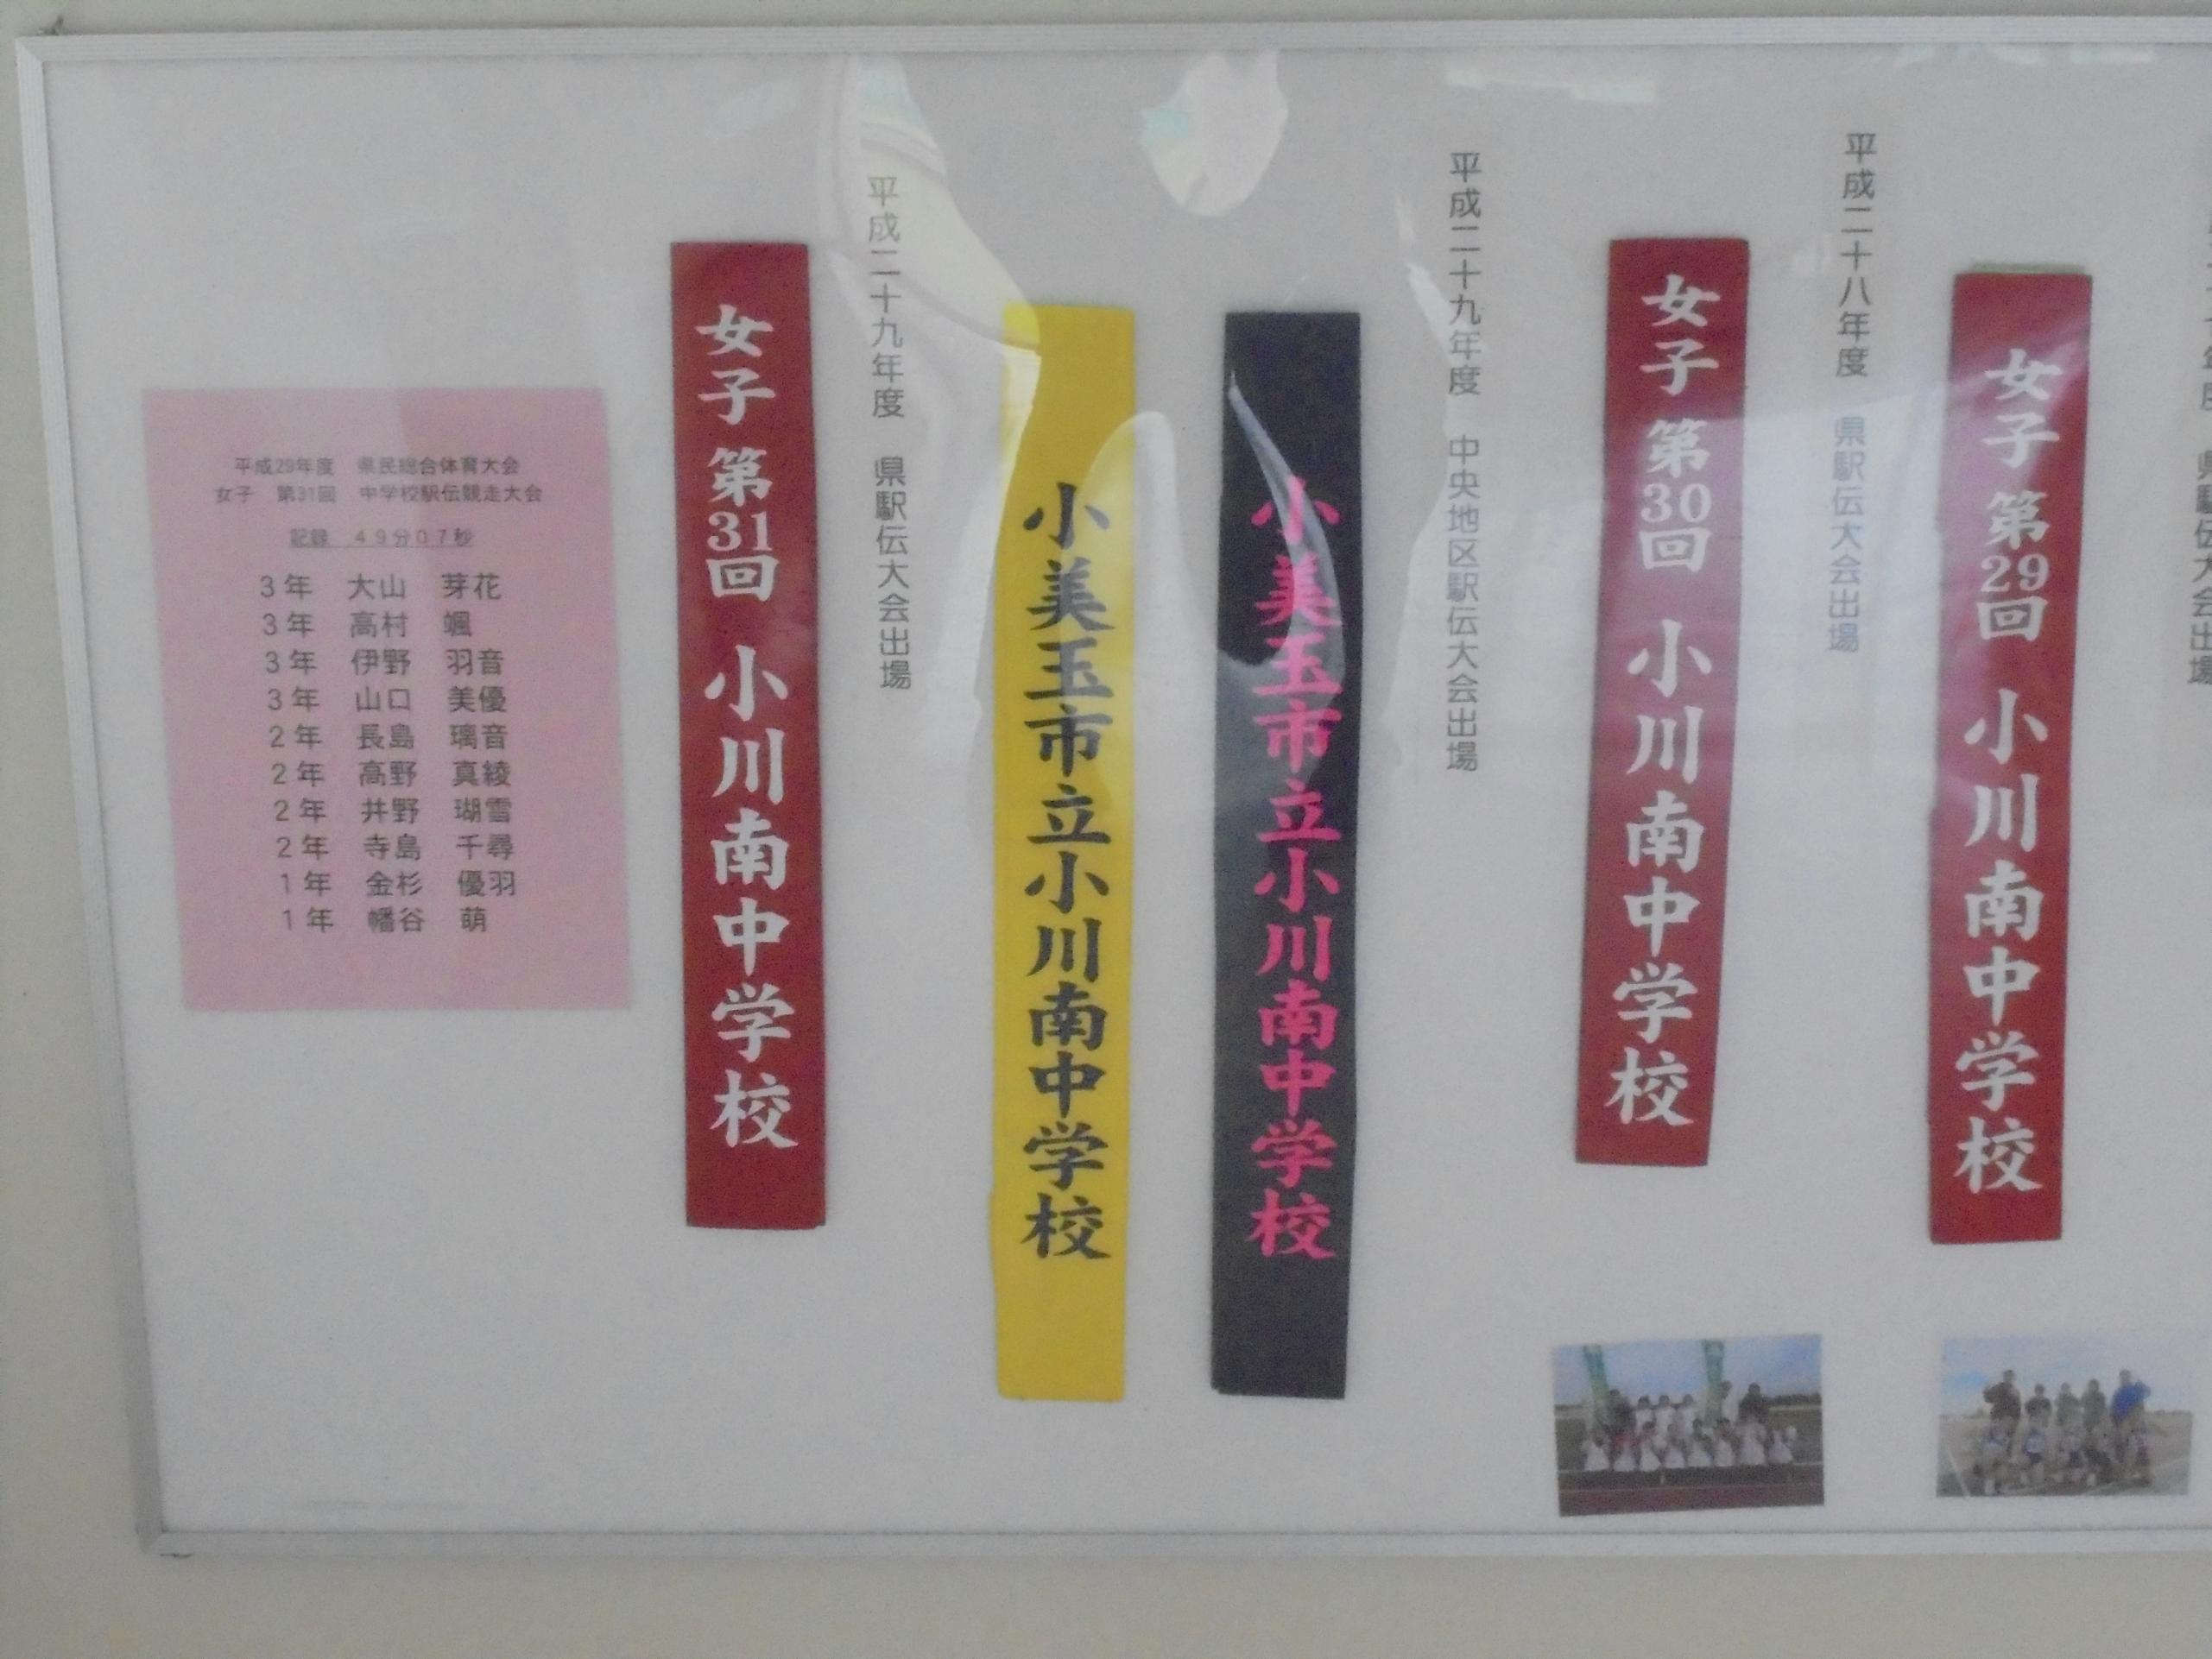 平成29年度　県民総合体育大会
女子　第31回　中学校駅伝競走大会
記録　49分07秒
3年　大山　芽花
3年　高村　颯
3年　伊野　羽音
3年　山口　美優
2年　長島　璃音
2年　高野　真綾
2年　井野　瑚雪
2年　寺島　千尋
1年　金杉　優羽
1年　幡谷　萌
女子 第31回 小川南中学校
平成二十九年度　県駅伝大会出場
小美玉市立小川南中学校
小美玉市立小川南中学校
平成二十九年度　中央地区駅伝大会出場
女子 第30回 小川南中学校
平成二十八年度　県駅伝大会出場
女子 第29回 小川南中学校
県駅伝大会出場